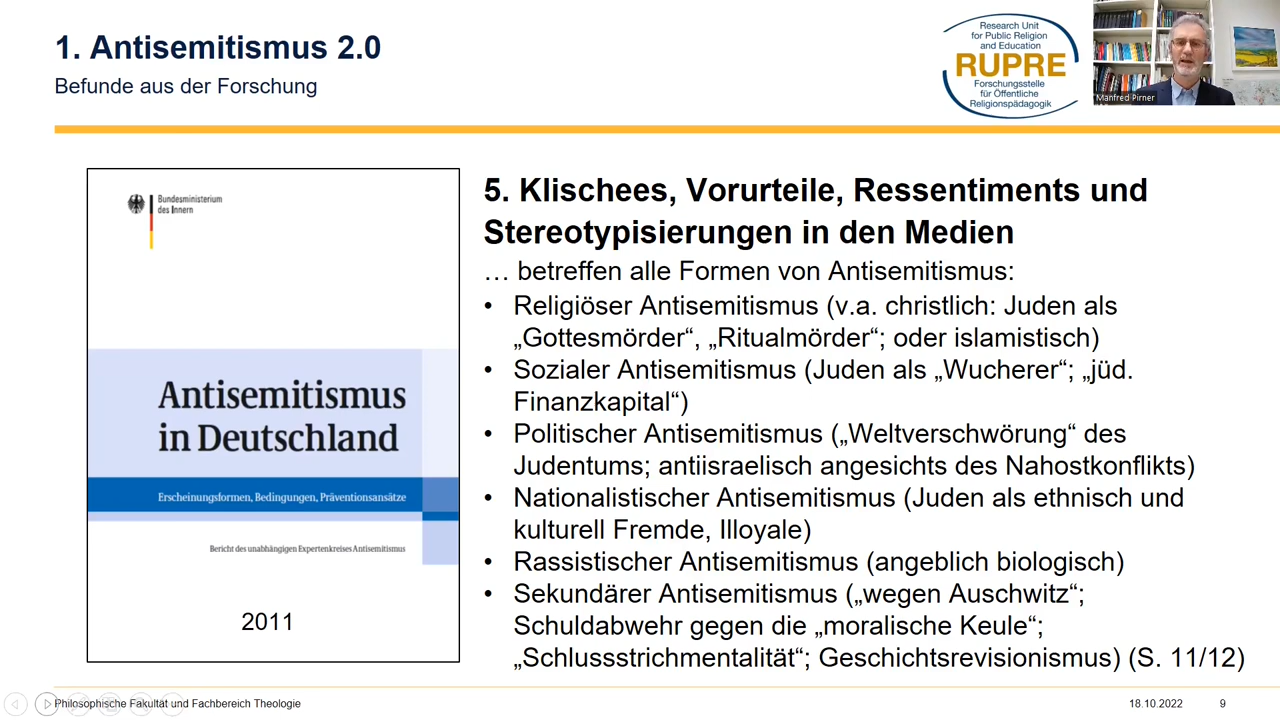 1. Antisemitismus 2.0
Befunde aus der Forschung
Research Unit
for Public Religion
and Education
RUPRE
Forschungsstelle
für Öffentliche
Religionspädagogik
Manfred Pirner
Bundesministerium
des Innern
Antisemitismus
in Deutschland
Erscheinungsformen, Bedingungen, Präventionsansätze
Bericht des unabhängigen Expertenkreises Antisemitismus
2011
5. Klischees, Vorurteile, Ressentiments und
Stereotypisierungen in den Medien
… betreffen alle Formen von Antisemitismus:
• Religiöser Antisemitismus (v.a. christlich: Juden als
„Gottesmörder“, „Ritualmörder“; oder islamistisch)
• Sozialer Antisemitismus (Juden als „Wucherer“; „jüd.
Finanzkapital“)
• Politischer Antisemitismus („Weltverschwörung“ des
Judentums; antiisraelisch angesichts des Nahostkonflikts)
• Nationalistischer Antisemitismus (Juden als ethnisch und
kulturell Fremde, Illoyale)
• Rassistischer Antisemitismus (angeblich biologisch)
• Sekundärer Antisemitismus („wegen Auschwitz“;
Schuldabwehr gegen die „moralische Keule“;
„Schlussstrichmentalität“; Geschichtsrevisionismus) (S. 11/12)
Philosophische Fakultät und Fachbereich Theologie
18.10.2022
9